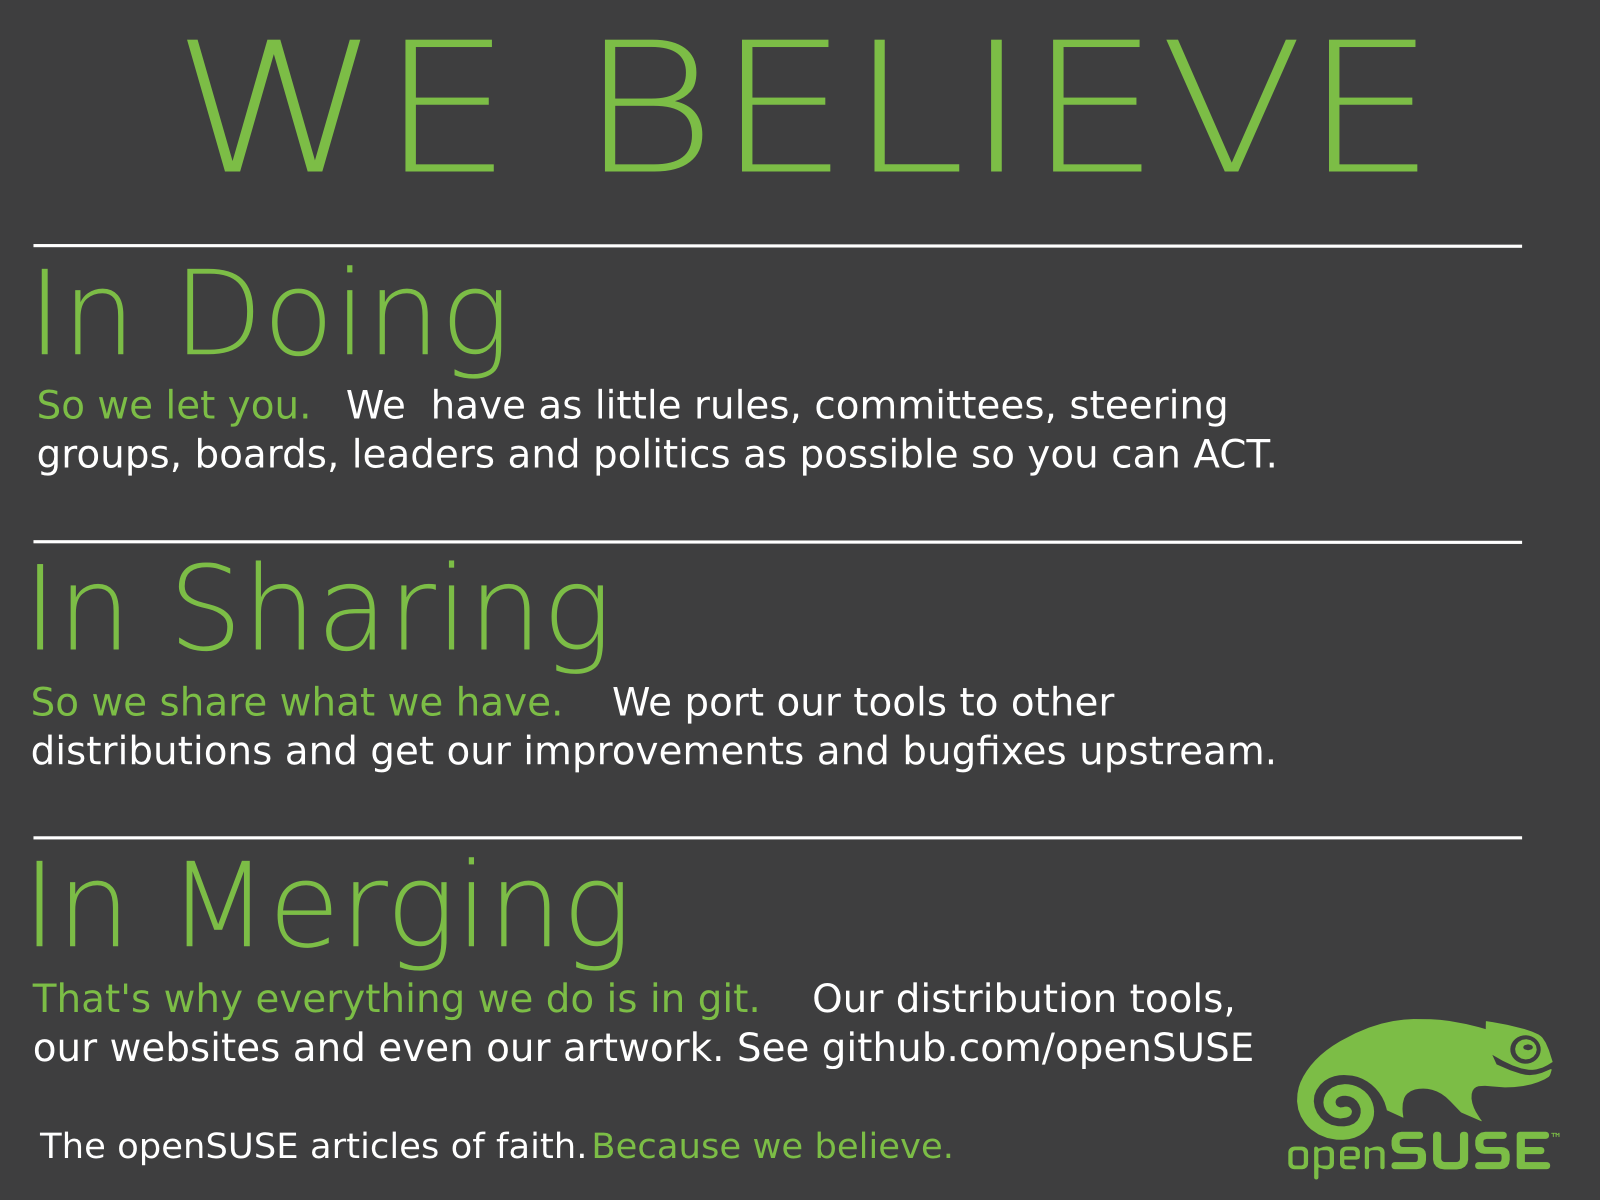 WE BELIEVE
In Doing
So we let you. We have as little rules, committees, steering
groups, boards, leaders and politics as possible so you can ACT.
In Sharing
So we share what we have. We port our tools to other
distributions and get our improvements and bugfixes upstream.
In Merging
That's why everything we do is in git. Our distribution tools,
our websites and even our artwork. See github.com/openSUSE
The openSUSE articles of faith. Because we believe.
openSUSE™